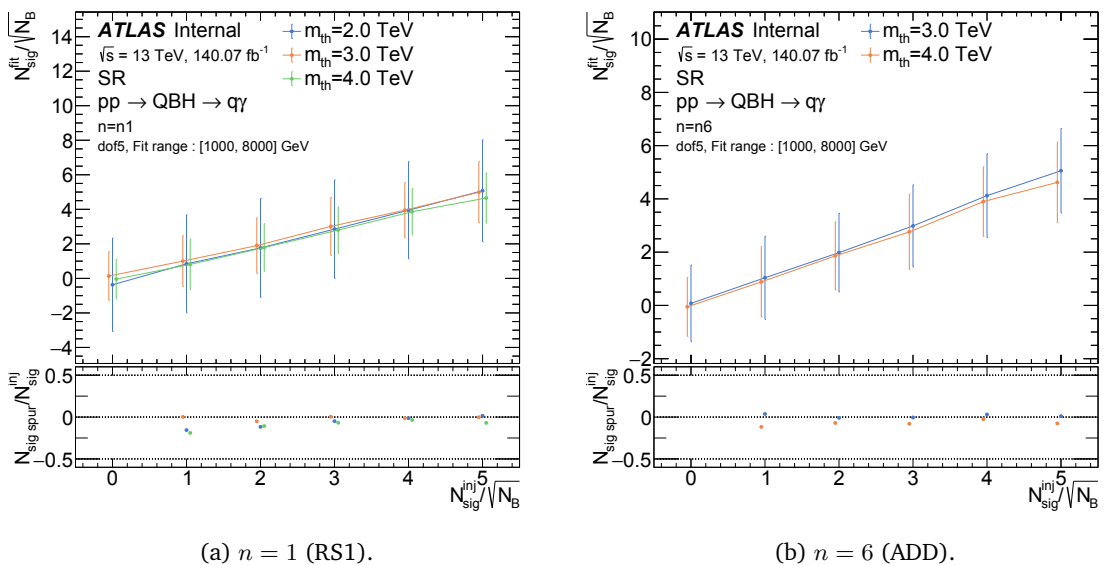 ATLAS Internal
√s = 13 TeV, 140.07 fb⁻¹
SR
pp → QBH → qγ
n=n1
dof5, Fit range : [1000, 8000] GeV
m_th=2.0 TeV
m_th=3.0 TeV
m_th=4.0 TeV
N_sig^fit/√N_B
14
12
10
8
6
4
2
0
−2
−4
N_sig spur/N_sig^inj
0.5
0
−0.5
0 1 2 3 4 5
N_sig^inj/√N_B
(a) n = 1 (RS1).
ATLAS Internal
√s = 13 TeV, 140.07 fb⁻¹
SR
pp → QBH → qγ
n=n6
dof5, Fit range : [1000, 8000] GeV
m_th=3.0 TeV
m_th=4.0 TeV
N_sig^fit/√N_B
10
8
6
4
2
0
−2
N_sig spur/N_sig^inj
0.5
0
−0.5
0 1 2 3 4 5
N_sig^inj/√N_B
(b) n = 6 (ADD).